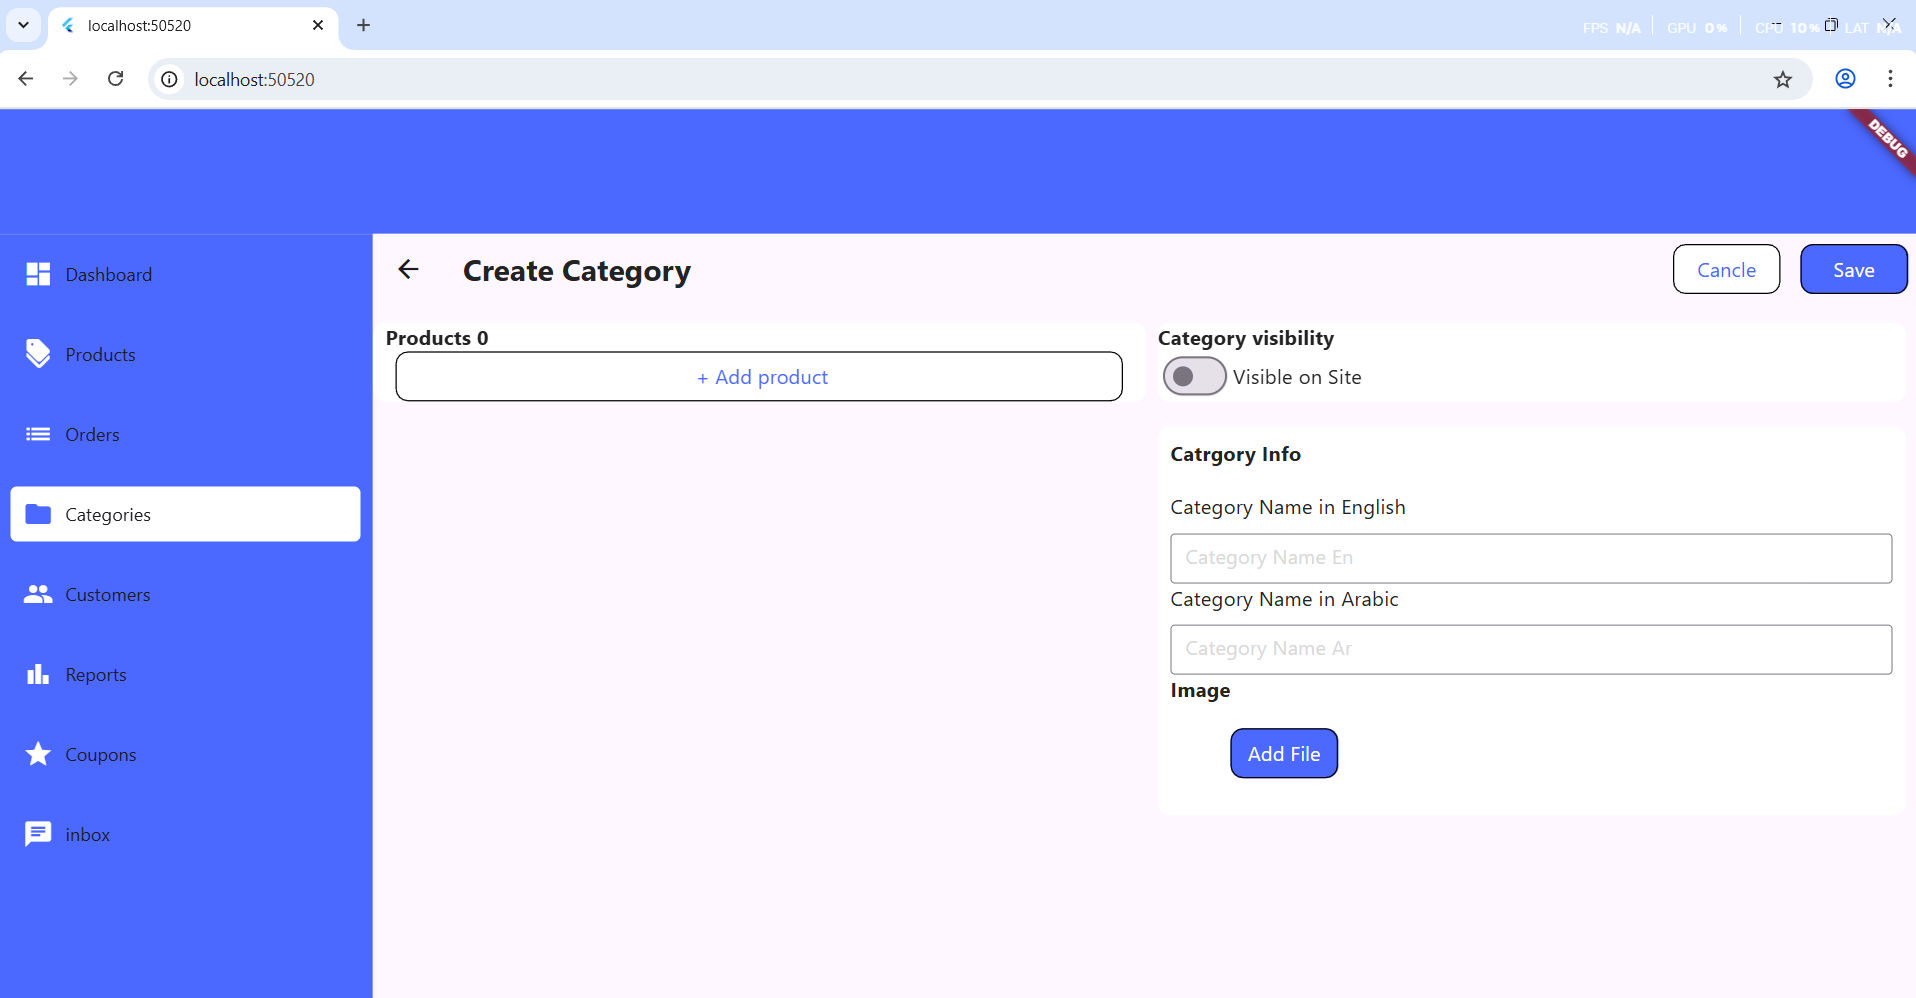 localhost:50520
FPS N/A GPU 0% CPU 10% LAT N/A
localhost:50520
DEBUG
Create Category
Cancle
Save
Dashboard
Products
Orders
Categories
Customers
Reports
Coupons
inbox
Products 0
+ Add product
Category visibility
Visible on Site
Catrgory Info
Category Name in English
Category Name En
Category Name in Arabic
Category Name Ar
Image
Add File